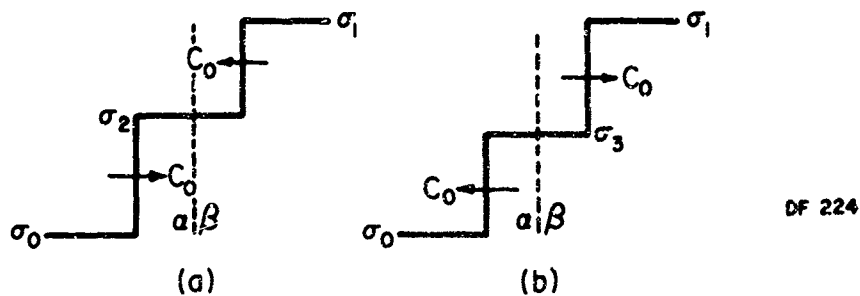 σ₁ σ₁
C₀ C₀
σ₂ σ₃
C₀ C₀
α β α β DF 224
σ₀ σ₀
(a) (b)